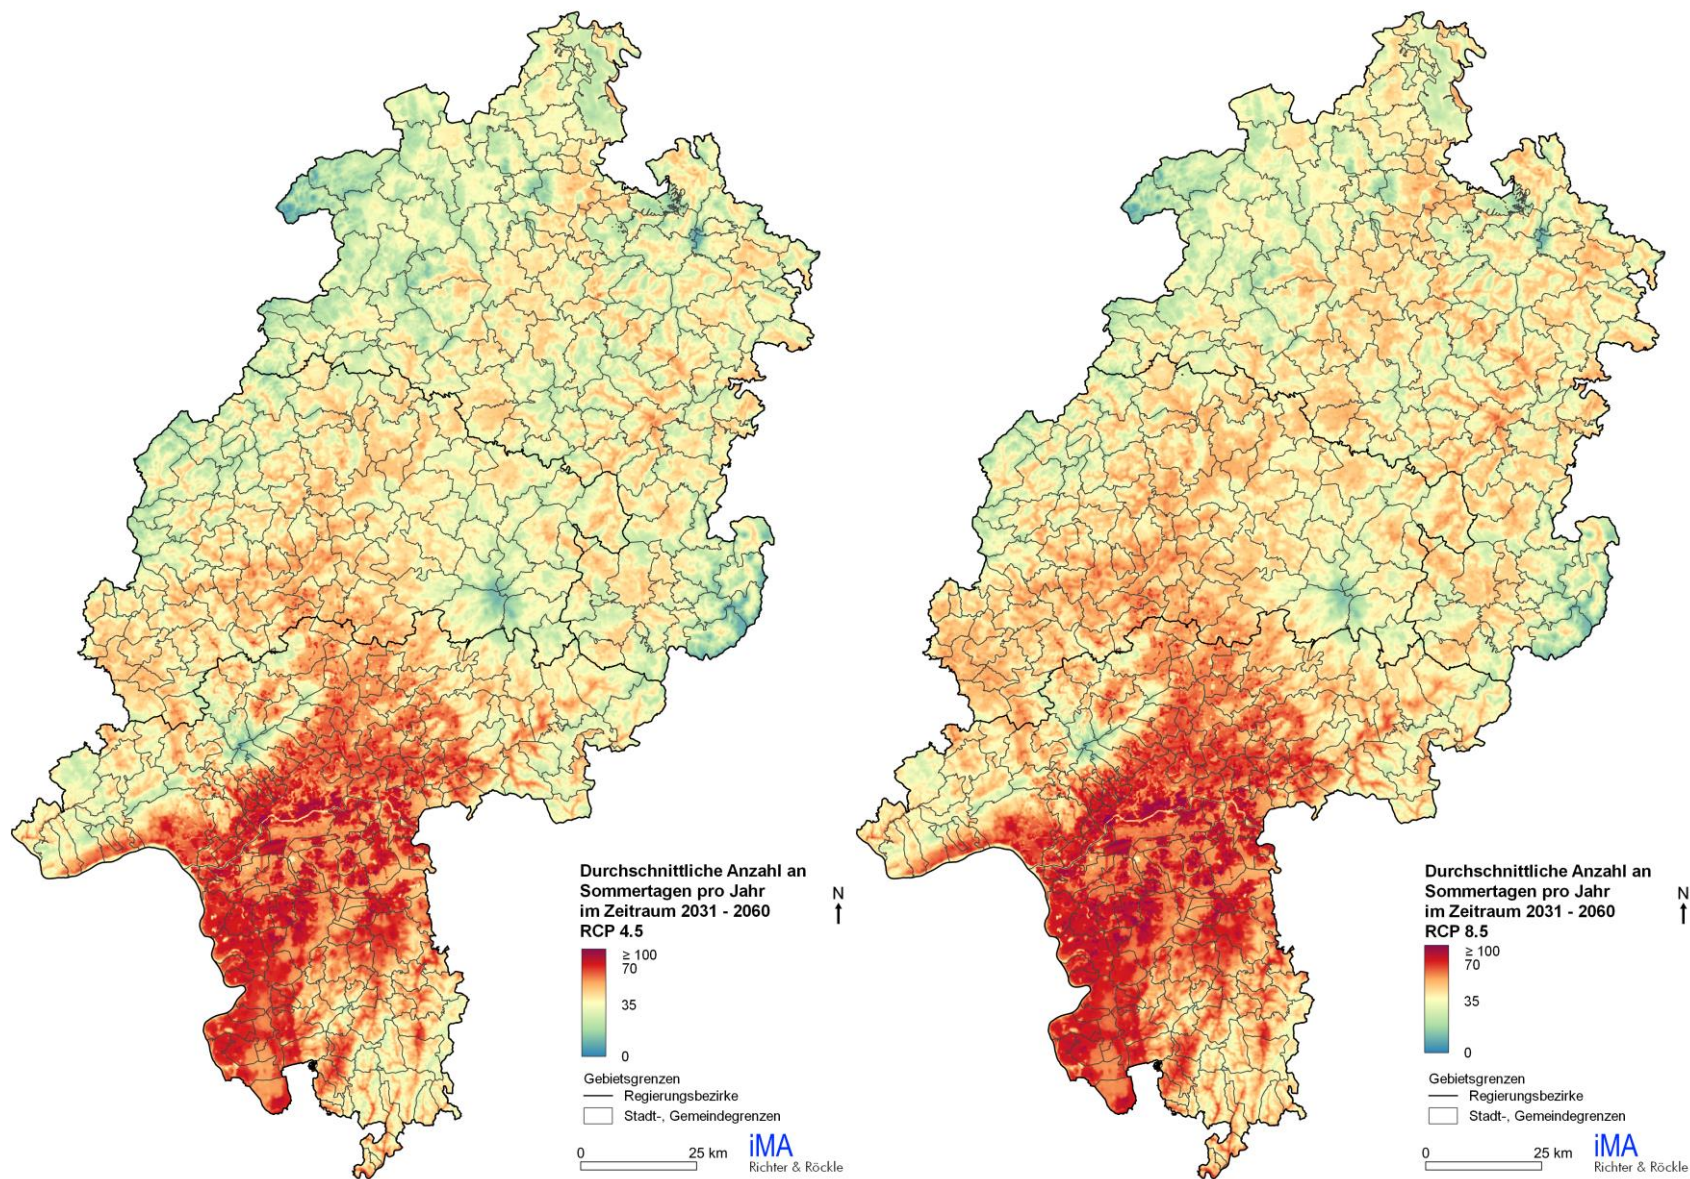 Durchschnittliche Anzahl an
Sommertagen pro Jahr
im Zeitraum 2031 - 2060
RCP 4.5
≥ 100
70
35
0
N
Gebietsgrenzen
Regierungsbezirke
Stadt-, Gemeindegrenzen
0
25 km
iMA
Richter & Röckle
Durchschnittliche Anzahl an
Sommertagen pro Jahr
im Zeitraum 2031 - 2060
RCP 8.5
≥ 100
70
35
0
N
Gebietsgrenzen
Regierungsbezirke
Stadt-, Gemeindegrenzen
0
25 km
iMA
Richter & Röckle